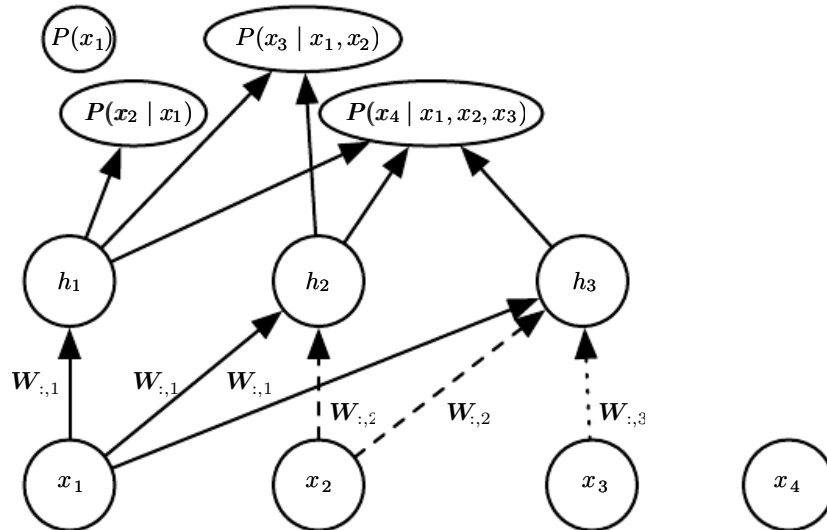 P(x₁) P(x₃ | x₁, x₂)
P(x₂ | x₁) P(x₄ | x₁, x₂, x₃)
h₁ h₂ h₃
W:,1 W:,1 W:,1 W:,2 W:,2 W:,3
x₁ x₂ x₃ x₄